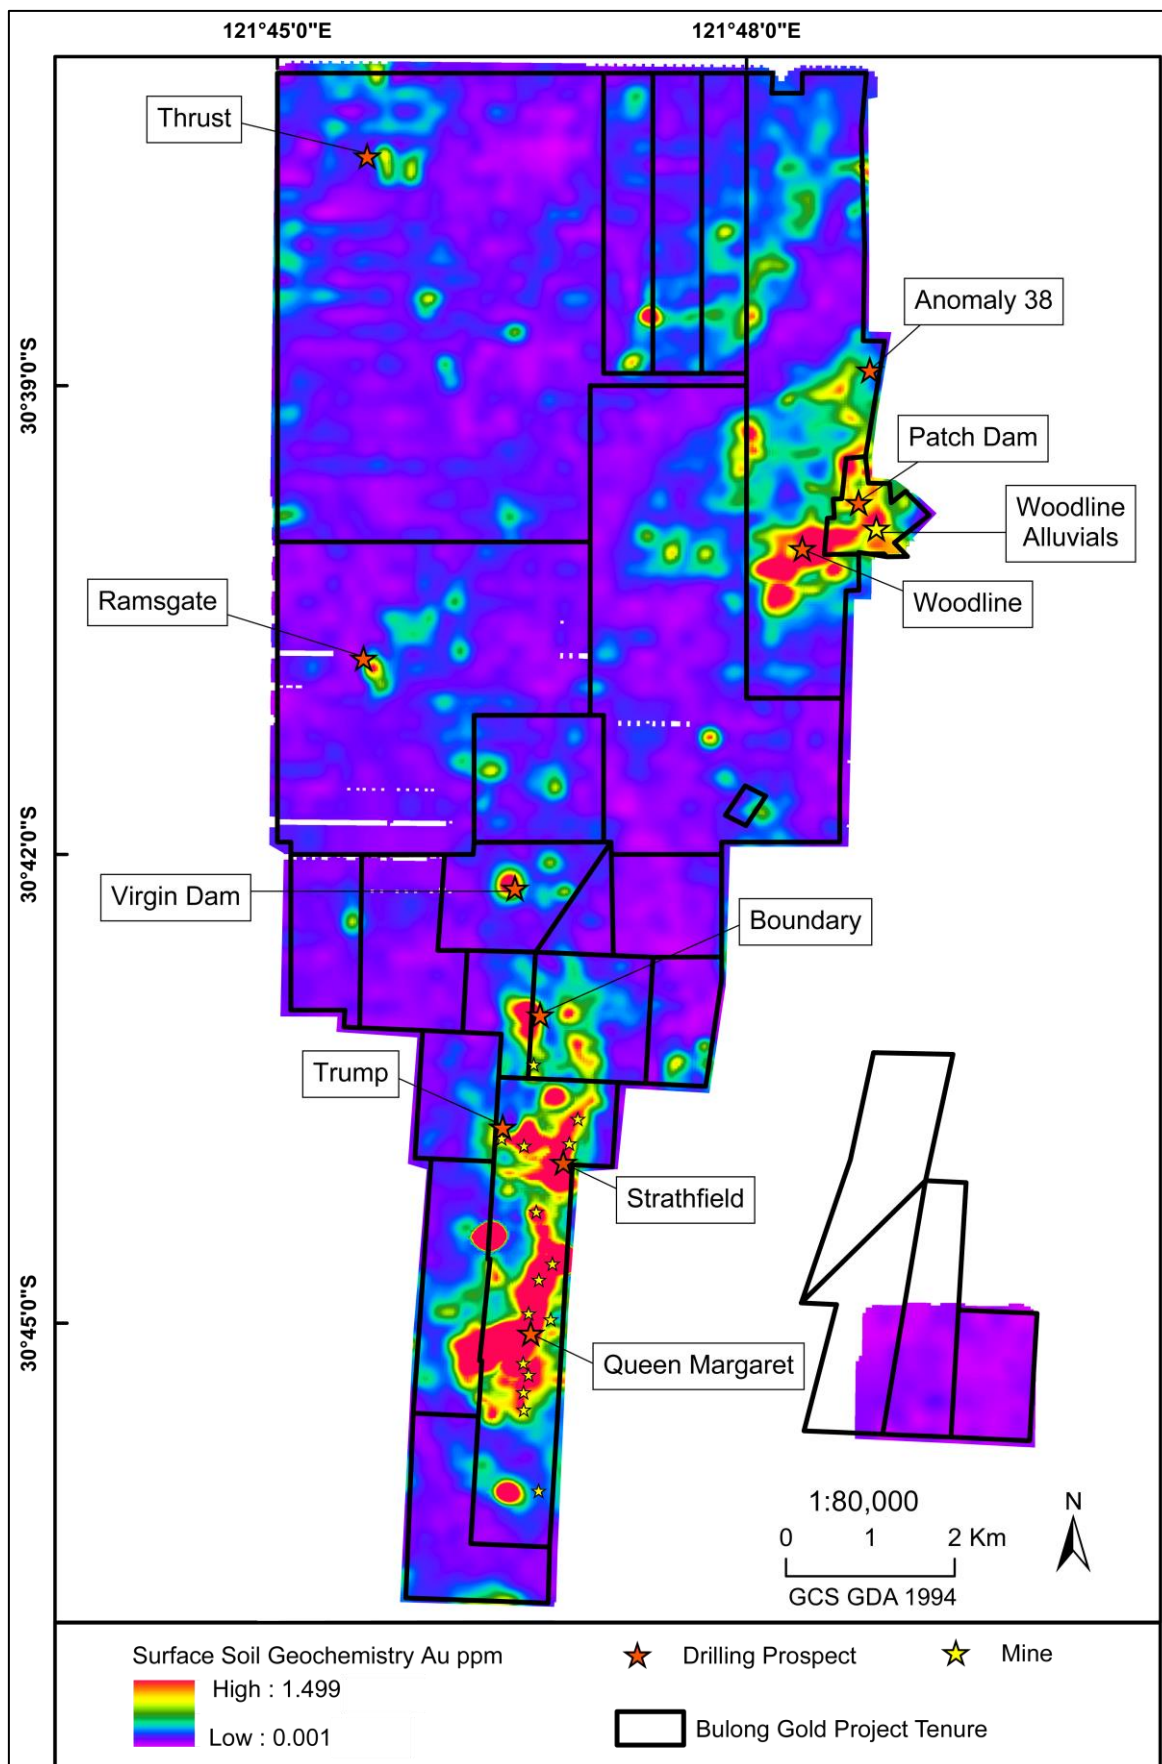 121°45'0"E
121°48'0"E
Thrust
Anomaly 38
30°39'0"S
Patch Dam
Woodline
Alluvials
Ramsgate
Woodline
30°42'0"S
Virgin Dam
Boundary
Trump
Strathfield
30°45'0"S
Queen Margaret
1:80,000
N
0 1 2 Km
GCS GDA 1994
Surface Soil Geochemistry Au ppm
High : 1.499
Low : 0.001
Drilling Prospect
Mine
Bulong Gold Project Tenure